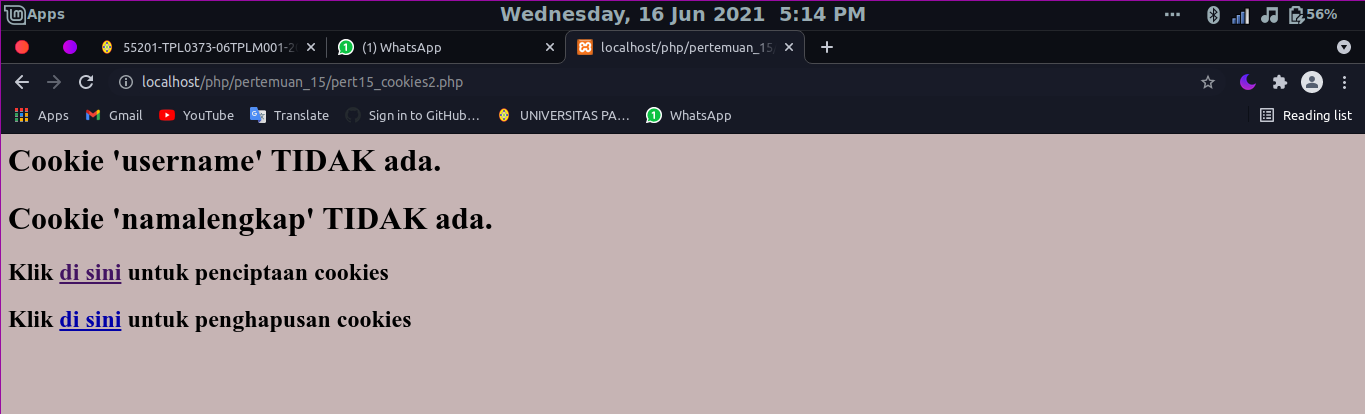 Apps
Wednesday, 16 Jun 2021 5:14 PM
56%
55201-TPL0373-06TPLM001-2
(1) WhatsApp
localhost/php/pertemuan_15/
localhost/php/pertemuan_15/pert15_cookies2.php
Apps
Gmail
YouTube
Translate
Sign in to GitHub...
UNIVERSITAS PA...
WhatsApp
Reading list
Cookie 'username' TIDAK ada.
Cookie 'namalengkap' TIDAK ada.
Klik di sini untuk penciptaan cookies
Klik di sini untuk penghapusan cookies